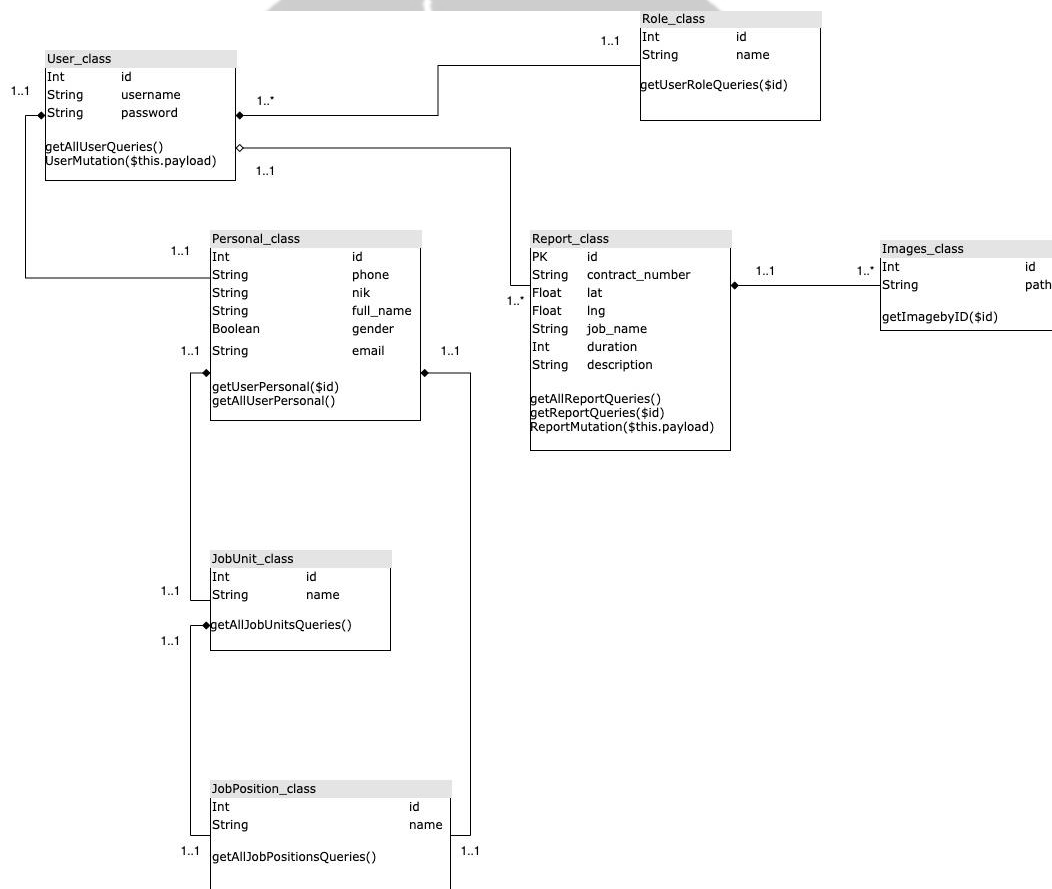 Role_class
1..1
Int id
String name
getUserRoleQueries($id)
User_class
1..1
Int id
String username
String password
1..*
getAllUserQueries()
UserMutation($this.payload)
1..1
Personal_class
1..1
Int id
String phone
String nik
String full_name
Boolean gender
1..1
String email
1..1
getUserPersonal($id)
getAllUserPersonal()
Report_class
PK id
String contract_number
Float lat
1..*
Float lng
String job_name
Int duration
String description
getAllReportQueries()
getReportQueries($id)
ReportMutation($this.payload)
1..1
1..*
Images_class
Int id
String path
getImagebyID($id)
JobUnit_class
Int id
1..1
String name
getAllJobUnitsQueries()
1..1
JobPosition_class
Int id
String name
1..1
getAllJobPositionsQueries()
1..1